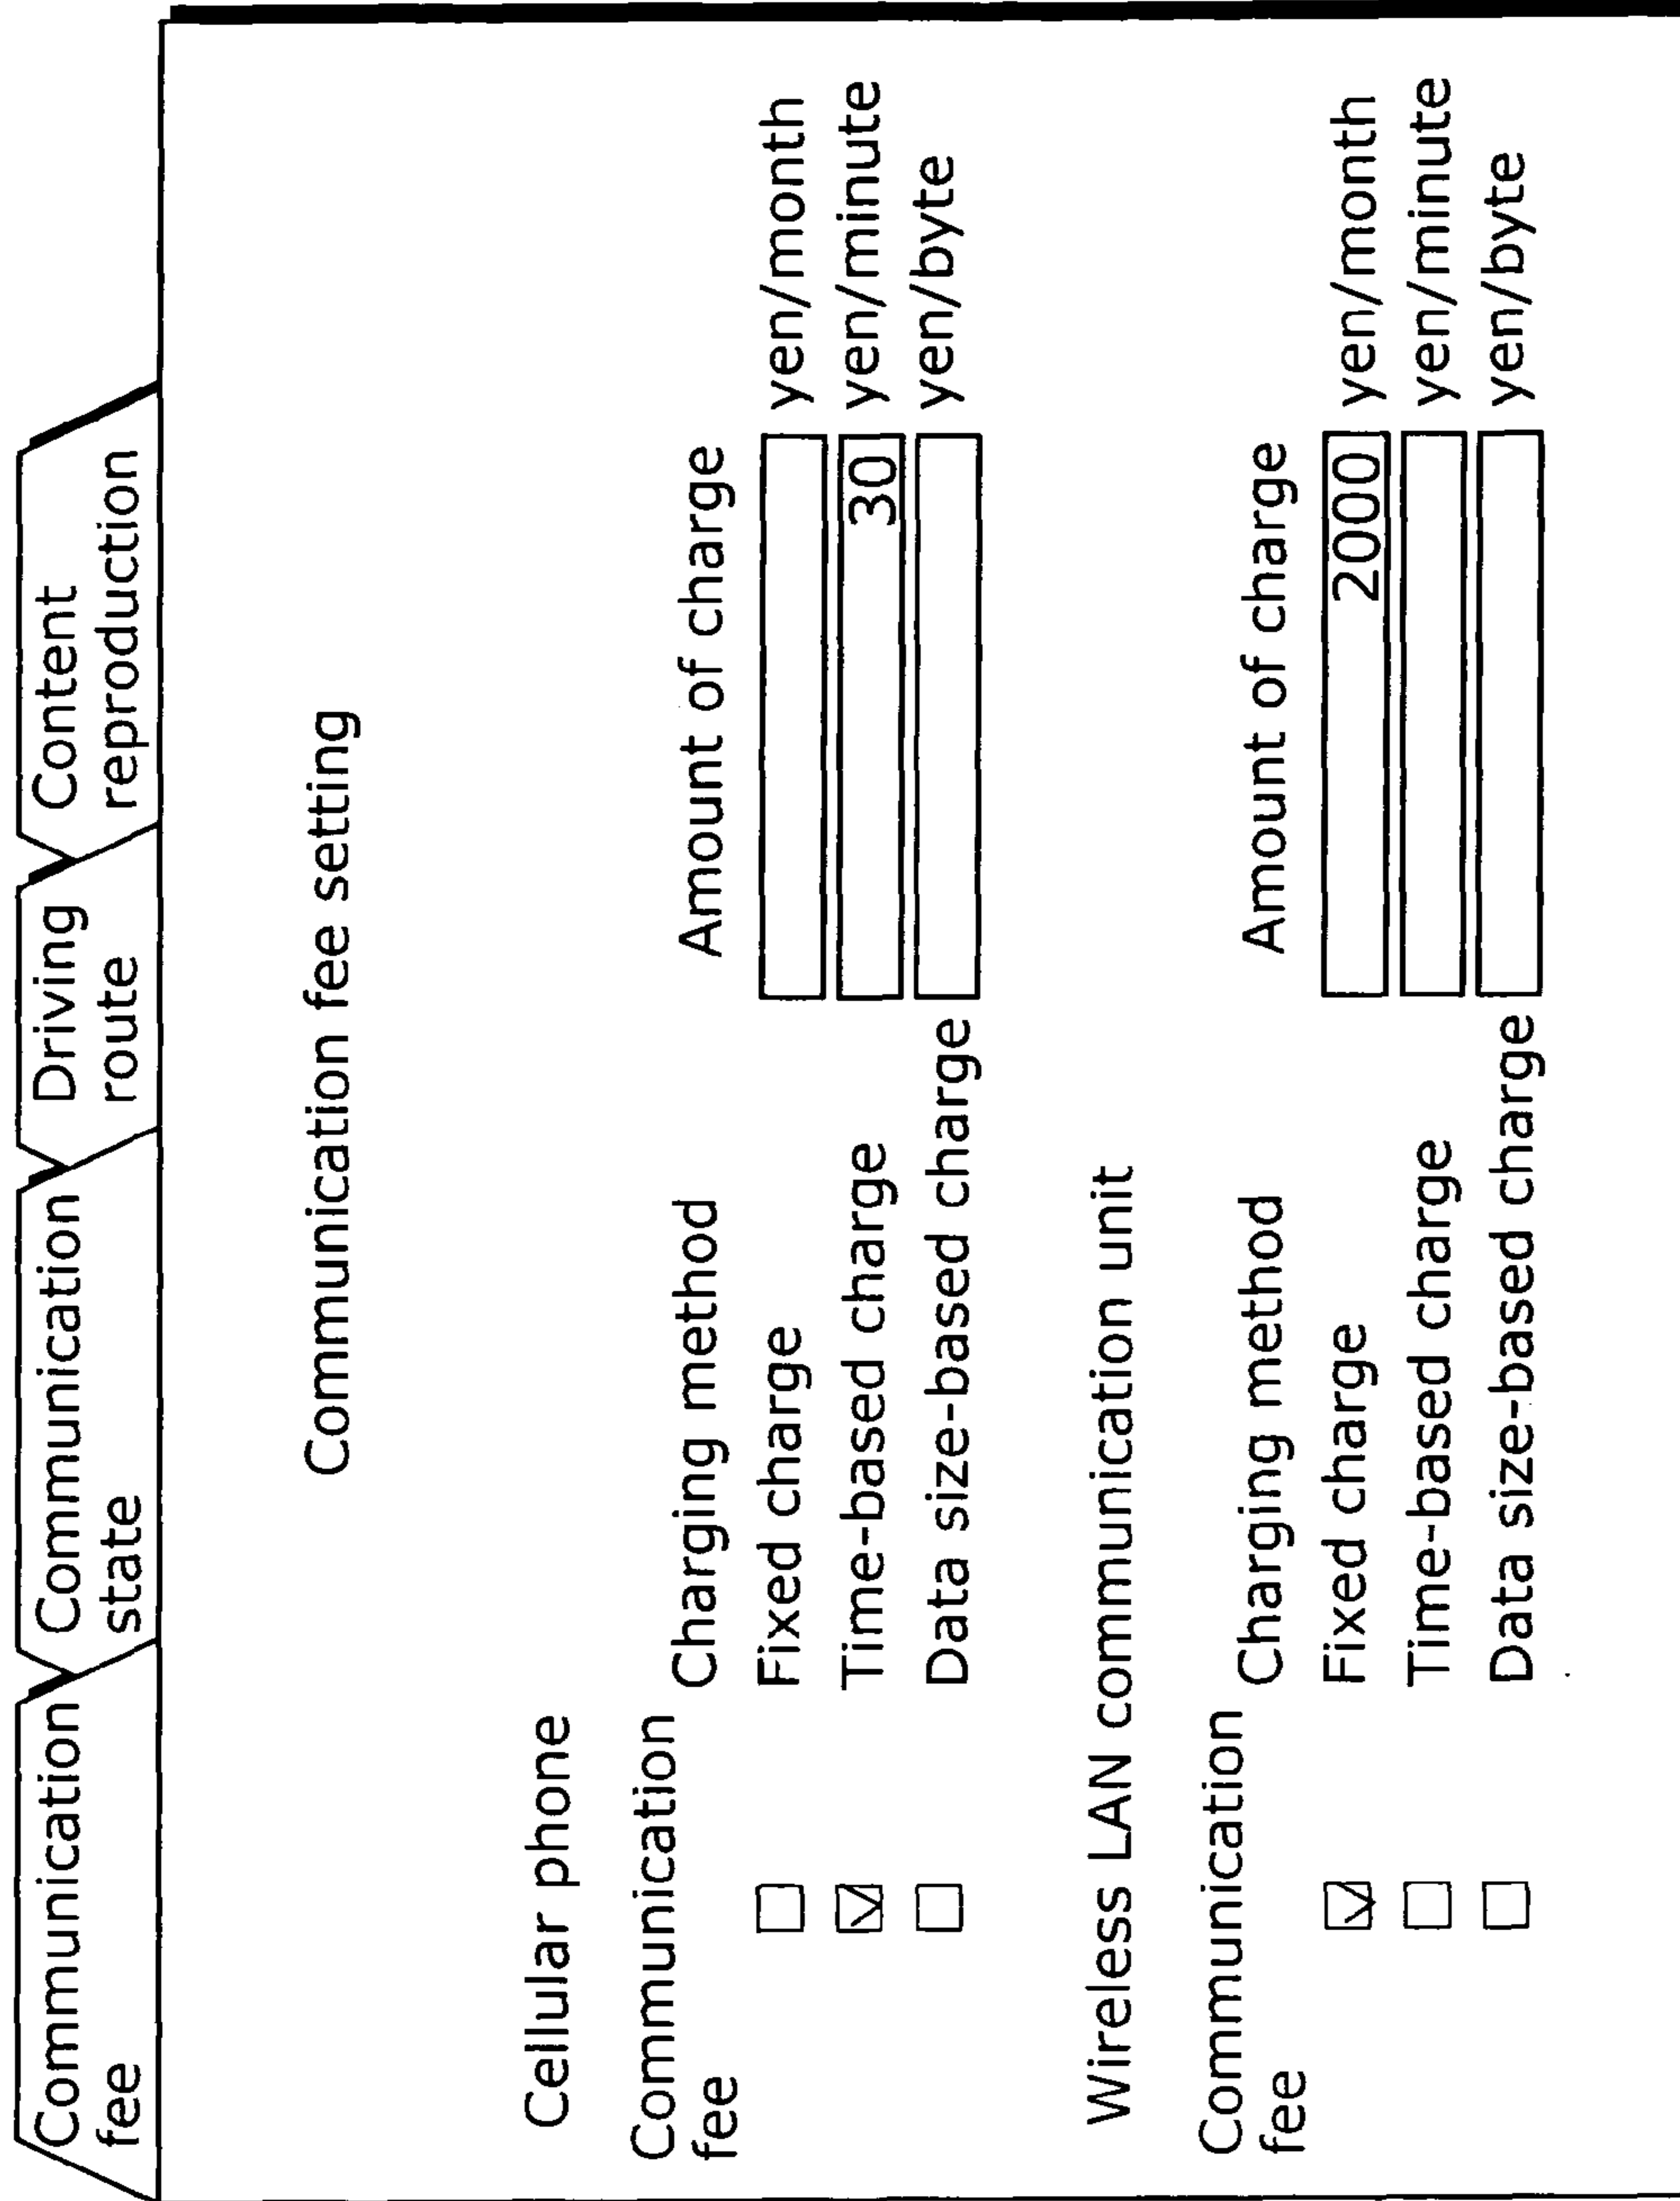 Communication
fee
Communication
state
Driving
route
Content
reproduction
Communication fee setting
Cellular phone
Communication
fee
Charging method Amount of charge
Fixed charge yen/month
Time-based charge 30 yen/minute
Data size-based charge yen/byte
Wireless LAN communication unit
Communication
fee
Charging method Amount of charge
Fixed charge 2000 yen/month
Time-based charge yen/minute
Data size-based charge yen/byte